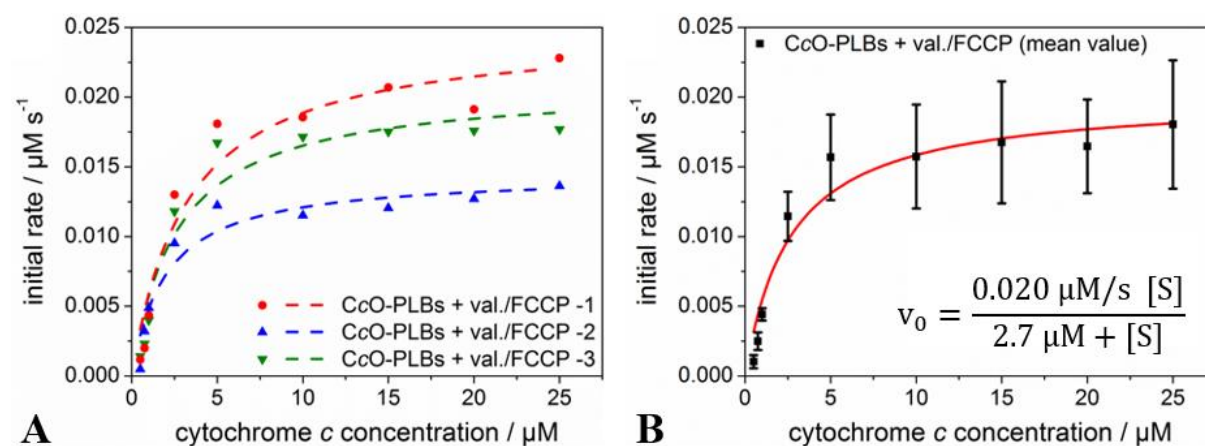 0.025
0.020
0.015
0.010
0.005
0.000
initial rate / µM s⁻¹
CcO-PLBs + val./FCCP -1
CcO-PLBs + val./FCCP -2
CcO-PLBs + val./FCCP -3
0 5 10 15 20 25
cytochrome c concentration / µM
A
0.025
0.020
0.015
0.010
0.005
0.000
initial rate / µM s⁻¹
CcO-PLBs + val./FCCP (mean value)
v₀ = 0.020 µM/s [S]
2.7 µM + [S]
0 5 10 15 20 25
cytochrome c concentration / µM
B